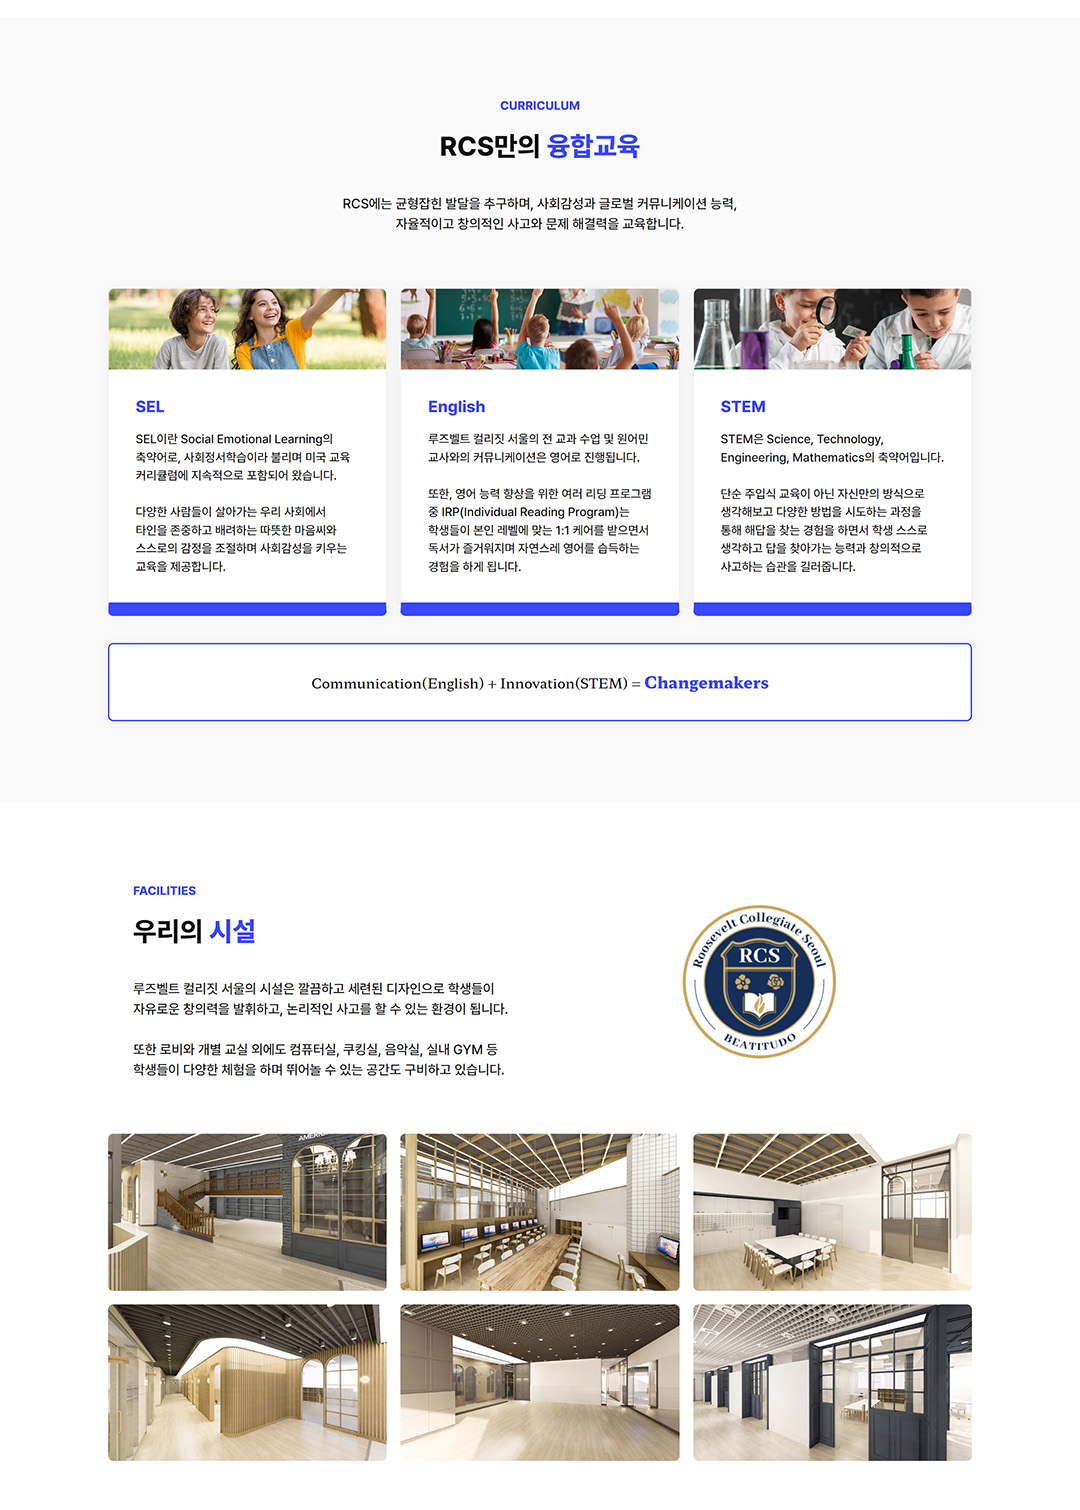 CURRICULUM
RCS만의 융합교육
RCS에는 균형잡힌 발달을 추구하며, 사회감성과 글로벌 커뮤니케이션 능력,
자율적이고 창의적인 사고와 문제 해결력을 교육합니다.
SEL
SEL이란 Social Emotional Learning의
축약어로, 사회정서학습이라 불리며 미국 교육
커리큘럼에 지속적으로 포함되어 왔습니다.
다양한 사람들이 살아가는 우리 사회에서
타인을 존중하고 배려하는 따뜻한 마음씨와
스스로의 감정을 조절하며 사회감성을 키우는
교육을 제공합니다.
English
루즈벨트 컬리짓 서울의 전 교과 수업 및 원어민
교사와의 커뮤니케이션은 영어로 진행됩니다.
또한, 영어 능력 향상을 위한 여러 리딩 프로그램
중 IRP(Individual Reading Program)는
학생들이 본인 레벨에 맞는 1:1 케어를 받으면서
독서가 즐거워지며 자연스레 영어를 습득하는
경험을 하게 됩니다.
STEM
STEM은 Science, Technology,
Engineering, Mathematics의 축약어입니다.
단순 주입식 교육이 아닌 자신만의 방식으로
생각해보고 다양한 방법을 시도하는 과정을
통해 해답을 찾는 경험을 하면서 학생 스스로
생각하고 답을 찾아가는 능력과 창의적으로
사고하는 습관을 길러줍니다.
Communication(English) + Innovation(STEM) = Changemakers
FACILITIES
우리의 시설
루즈벨트 컬리짓 서울의 시설은 깔끔하고 세련된 디자인으로 학생들이
자유로운 창의력을 발휘하고, 논리적인 사고를 할 수 있는 환경이 됩니다.
또한 로비와 개별 교실 외에도 컴퓨터실, 쿠킹실, 음악실, 실내 GYM 등
학생들이 다양한 체험을 하며 뛰어놀 수 있는 공간도 구비하고 있습니다.
Roosevelt Collegiate Seoul
RCS
BEATITUDO